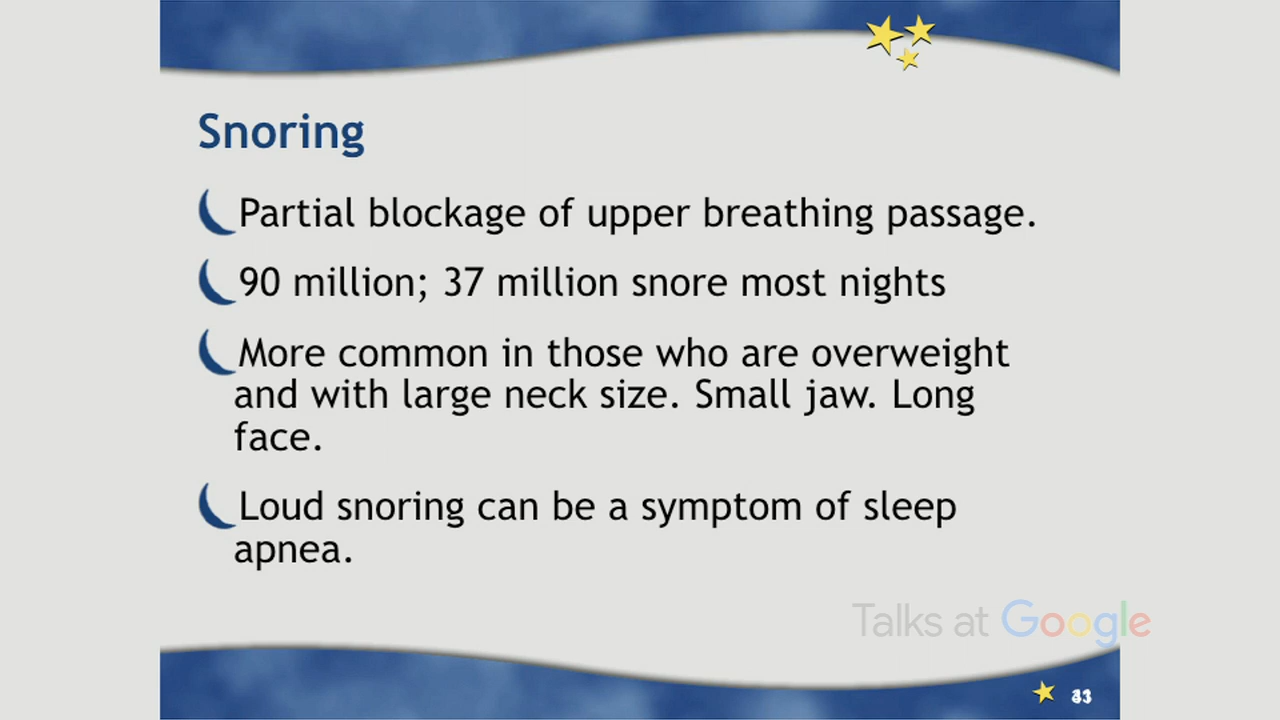 Snoring
Partial blockage of upper breathing passage.
90 million; 37 million snore most nights
More common in those who are overweight
and with large neck size. Small jaw. Long
face.
Loud snoring can be a symptom of sleep
apnea.
Talks at Google